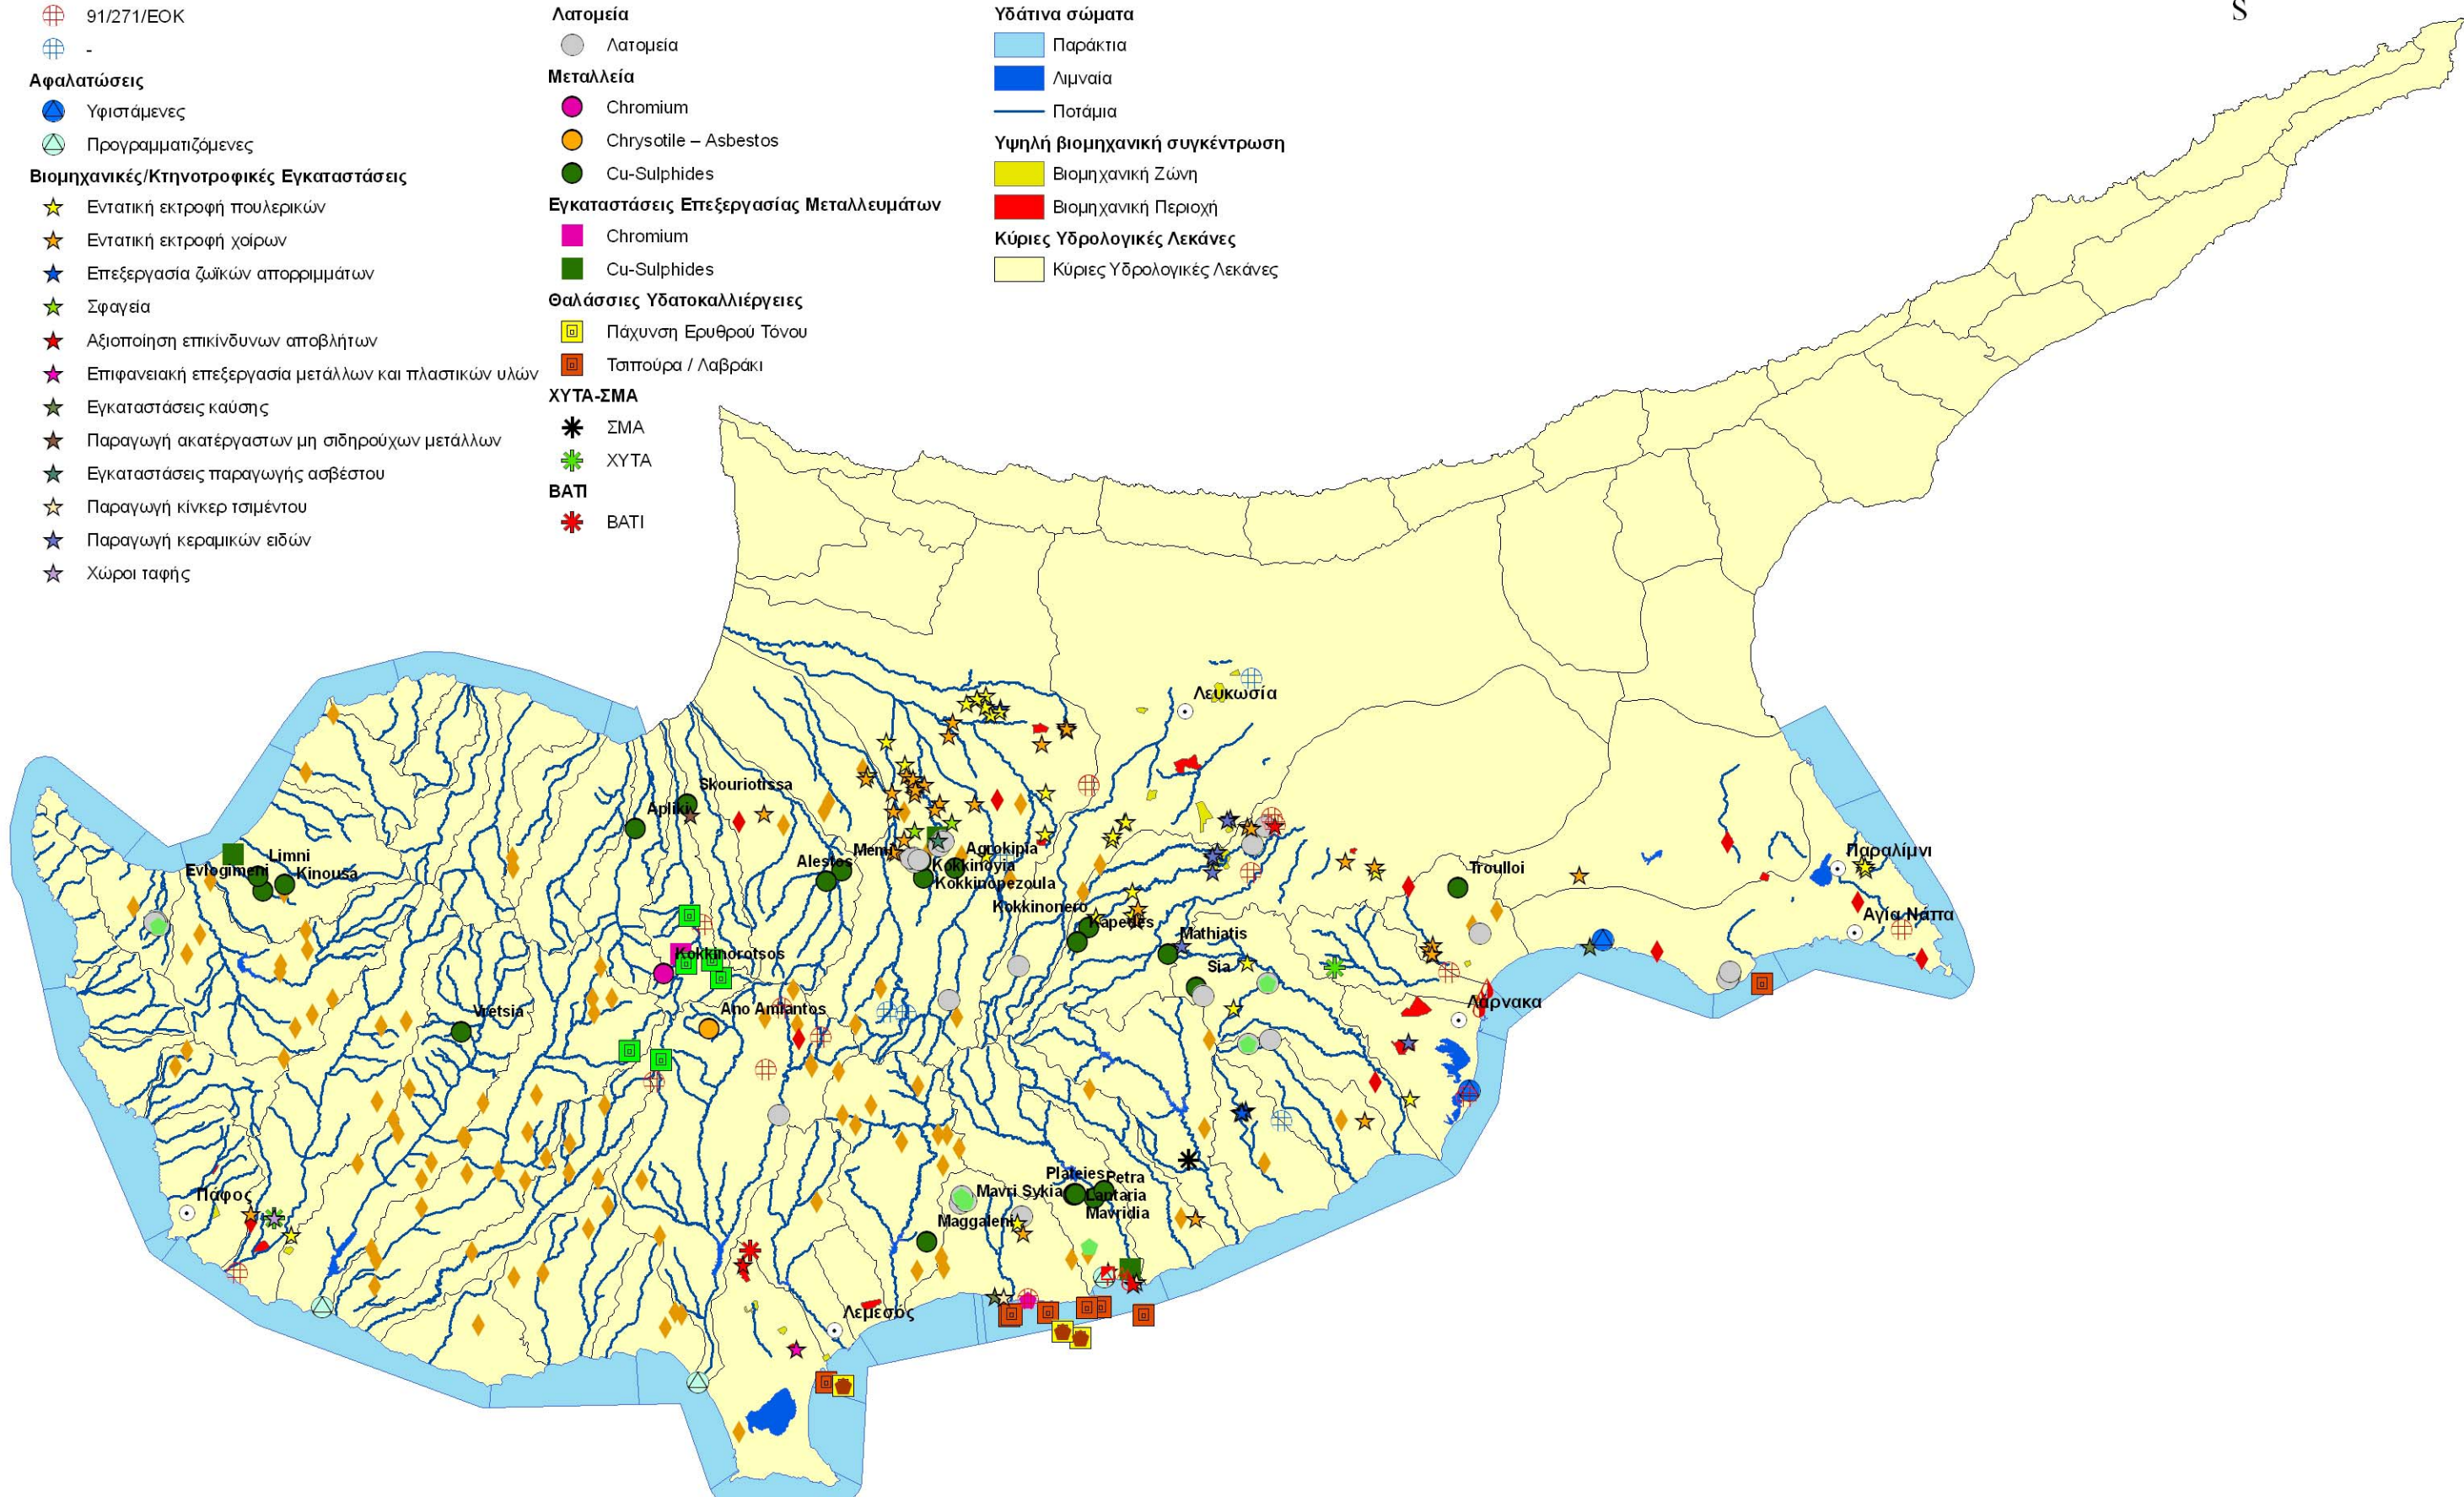 S
91/271/ΕΟΚ
-
Αφαλατώσεις
Υφιστάμενες
Προγραμματιζόμενες
Βιομηχανικές/Κτηνοτροφικές Εγκαταστάσεις
Εντατική εκτροφή πουλερικών
Εντατική εκτροφή χοίρων
Επεξεργασία ζωϊκών απορριμμάτων
Σφαγεία
Αξιοποίηση επικίνδυνων αποβλήτων
Επιφανειακή επεξεργασία μετάλλων και πλαστικών υλών
Εγκαταστάσεις καύσης
Παραγωγή ακατέργαστων μη σιδηρούχων μετάλλων
Εγκαταστάσεις παραγωγής ασβέστου
Παραγωγή κίνκερ τσιμέντου
Παραγωγή κεραμικών ειδών
Χώροι ταφής
Λατομεία
Λατομεία
Μεταλλεία
Chromium
Chrysotile – Asbestos
Cu-Sulphides
Εγκαταστάσεις Επεξεργασίας Μεταλλευμάτων
Chromium
Cu-Sulphides
Θαλάσσιες Υδατοκαλλιέργειες
Πάχυνση Ερυθρού Τόνου
Τσιπούρα / Λαβράκι
ΧΥΤΑ-ΣΜΑ
ΣΜΑ
ΧΥΤΑ
ΒΑΤΙ
ΒΑΤΙ
Υδάτινα σώματα
Παράκτια
Λιμναία
Ποτάμια
Υψηλή βιομηχανική συγκέντρωση
Βιομηχανική Ζώνη
Βιομηχανική Περιοχή
Κύριες Υδρολογικές Λεκάνες
Κύριες Υδρολογικές Λεκάνες
Λευκωσία
Skouriotissa
Apliki
Limni
Evlogimeni
Kinousa
Alestos
Memi
Agrokipia
Kokkinoyia
Kokkinopezoula
Troulloi
Παραλίμνι
Kokkinonero
Kapedes
Αγία Νάπα
Mathiatis
Kokkinorotsos
Sia
Vretsia
Ano Amiantos
Λάρνακα
Plateies
Petra
Πάφος
Mavri Sykia
Lantaria
Mavridia
Maggaleni
Λεμεσός